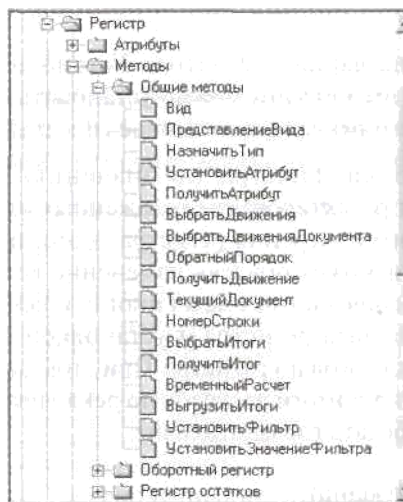 Регистр
Атрибуты
Методы
Общие методы
Вид
ПредставлениеВида
НазначитьТип
УстановитьАтрибут
ПолучитьАтрибут
ВыбратьДвижения
ВыбратьДвиженияДокумента
ОбратныйПорядок
ПолучитьДвижение
ТекущийДокумент
НомерСтроки
ВыбратьИтоги
ПолучитьИтог
ВременныйРасчет
ВыгрузитьИтоги
УстановитьФильтр
УстановитьЗначениеФильтра
Оборотный регистр
Регистр остатков